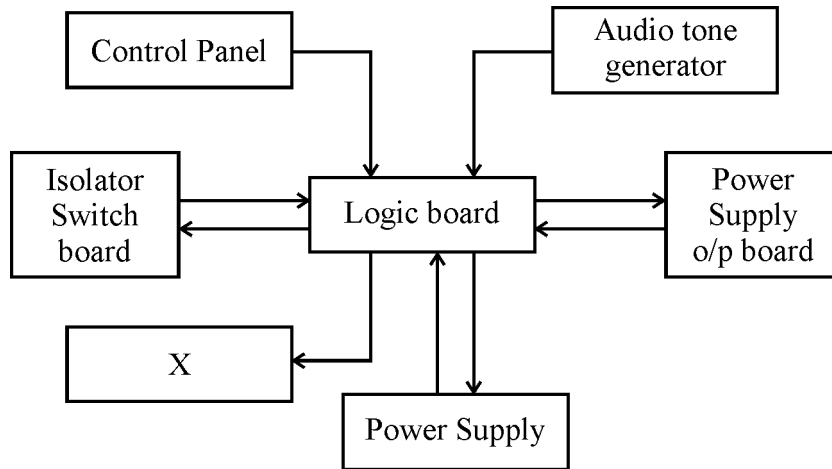 Control Panel
Audio tone
generator
Isolator
Switch
board
Logic board
Power
Supply
o/p board
X
Power Supply